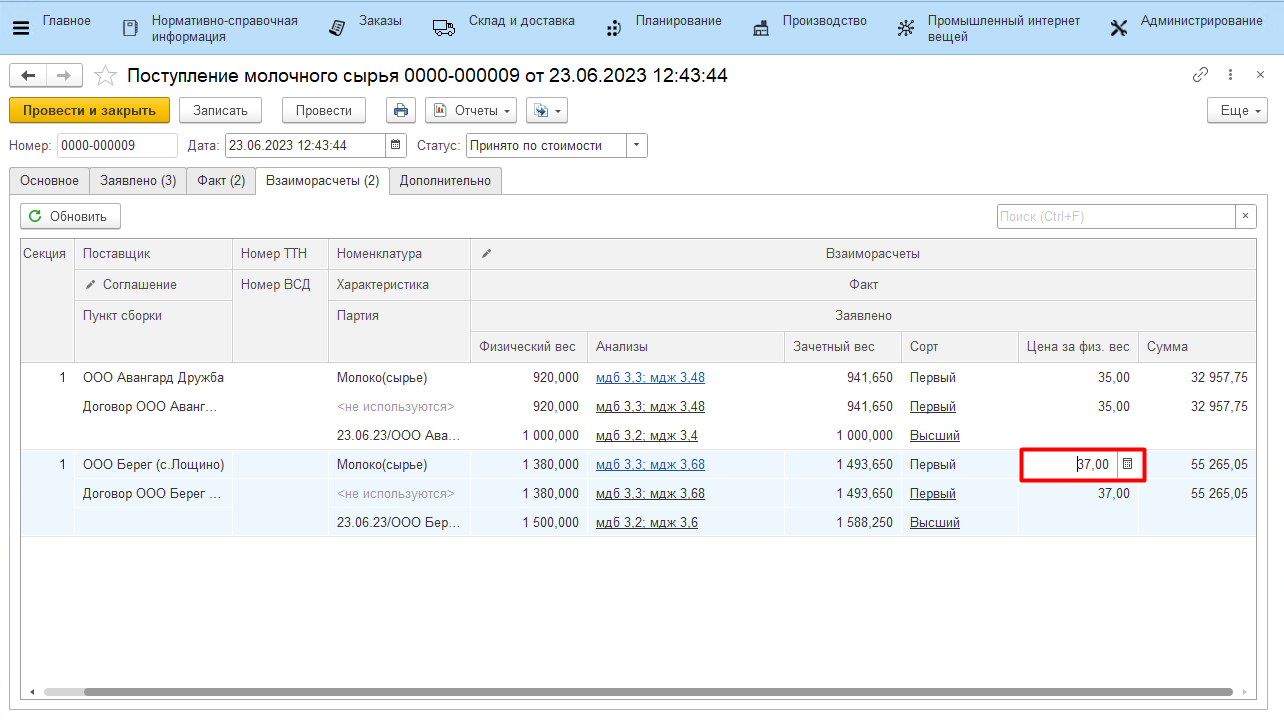 Главное
Нормативно-справочная
информация
Заказы
Склад и доставка
Планирование
Производство
Промышленный интернет
вещей
Администрирование
Поступление молочного сырья 0000-000009 от 23.06.2023 12:43:44
Провести и закрыть Записать Провести Отчеты Еще
Номер: 0000-000009 Дата: 23.06.2023 12:43:44 Статус: Принято по стоимости
Основное Заявлено (3) Факт (2) Взаиморасчеты (2) Дополнительно
Обновить Поиск (Ctrl+F) ×
Секция Поставщик Номер ТТН Номенклатура Взаиморасчеты
Соглашение Номер ВСД Характеристика Факт
Пункт сборки Партия Заявлено
Физический вес Анализы Зачетный вес Сорт Цена за физ. вес Сумма
1 ООО Авангард Дружба Молоко(сырье) 920,000 мдб 3,3; мдж 3,48 941,650 Первый 35,00 32 957,75
Договор ООО Аванг... <не используются> 920,000 мдб 3,3; мдж 3,48 941,650 Первый 35,00 32 957,75
23.06.23/ООО Ава... 1 000,000 мдб 3,2; мдж 3,4 1 000,000 Высший
1 ООО Берег (с.Лощино) Молоко(сырье) 1 380,000 мдб 3,3; мдж 3,68 1 493,650 Первый 37,00 55 265,05
Договор ООО Берег ... <не используются> 1 380,000 мдб 3,3; мдж 3,68 1 493,650 Первый 37,00 55 265,05
23.06.23/ООО Бер... 1 500,000 мдб 3,2; мдж 3,6 1 588,250 Высший